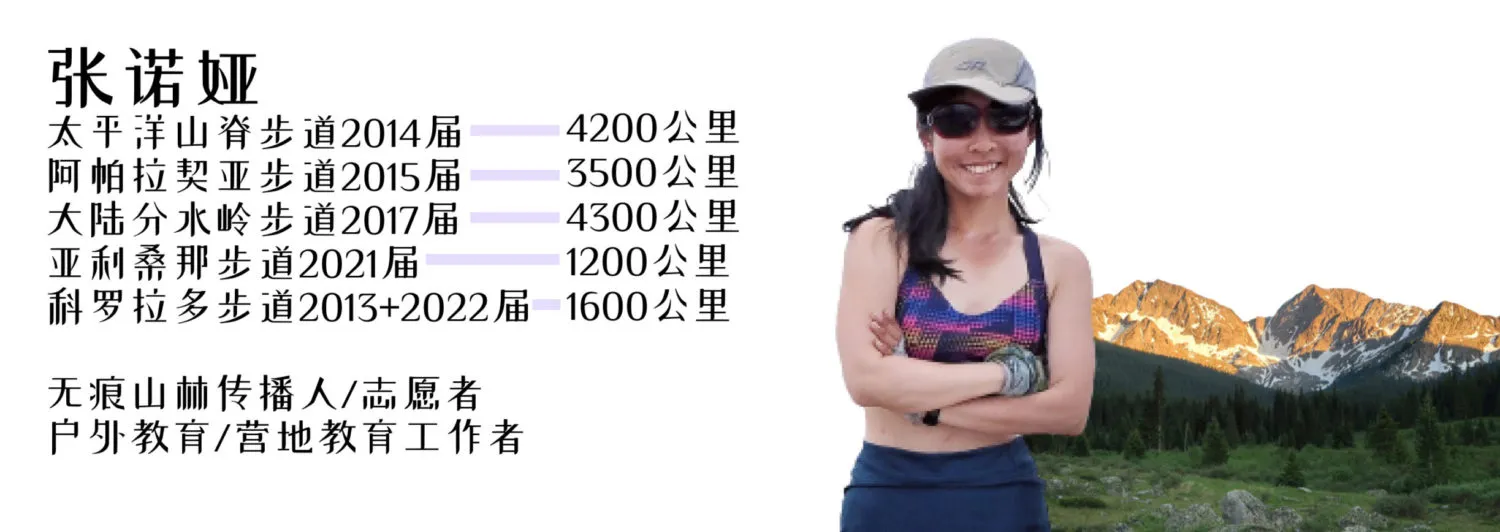 张诺娅
太平洋山脊步道2014届 4200公里
阿帕拉契亚步道2015届 3500公里
大陆分水岭步道2017届 4300公里
亚利桑那步道2021届 1200公里
科罗拉多步道2013+2022届 1600公里
无痕山林传播人/志愿者
户外教育/营地教育工作者